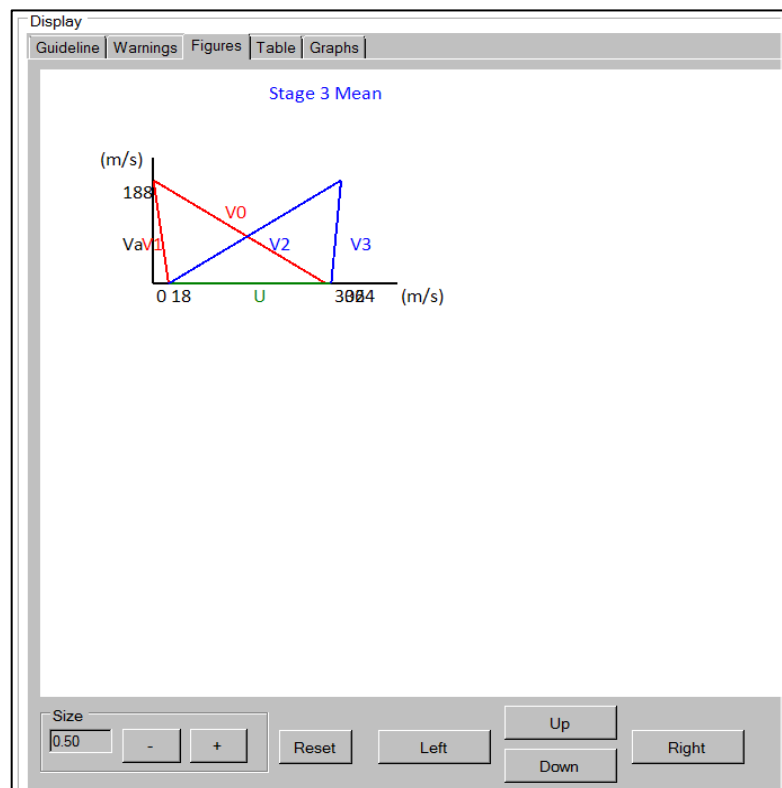 Display
Guideline Warnings Figures Table Graphs
Stage 3 Mean
(m/s)
188
V0
Va V1 V2 V3
0 18 U (m/s)
Size
0.50 - + Reset Left Up Right
Down